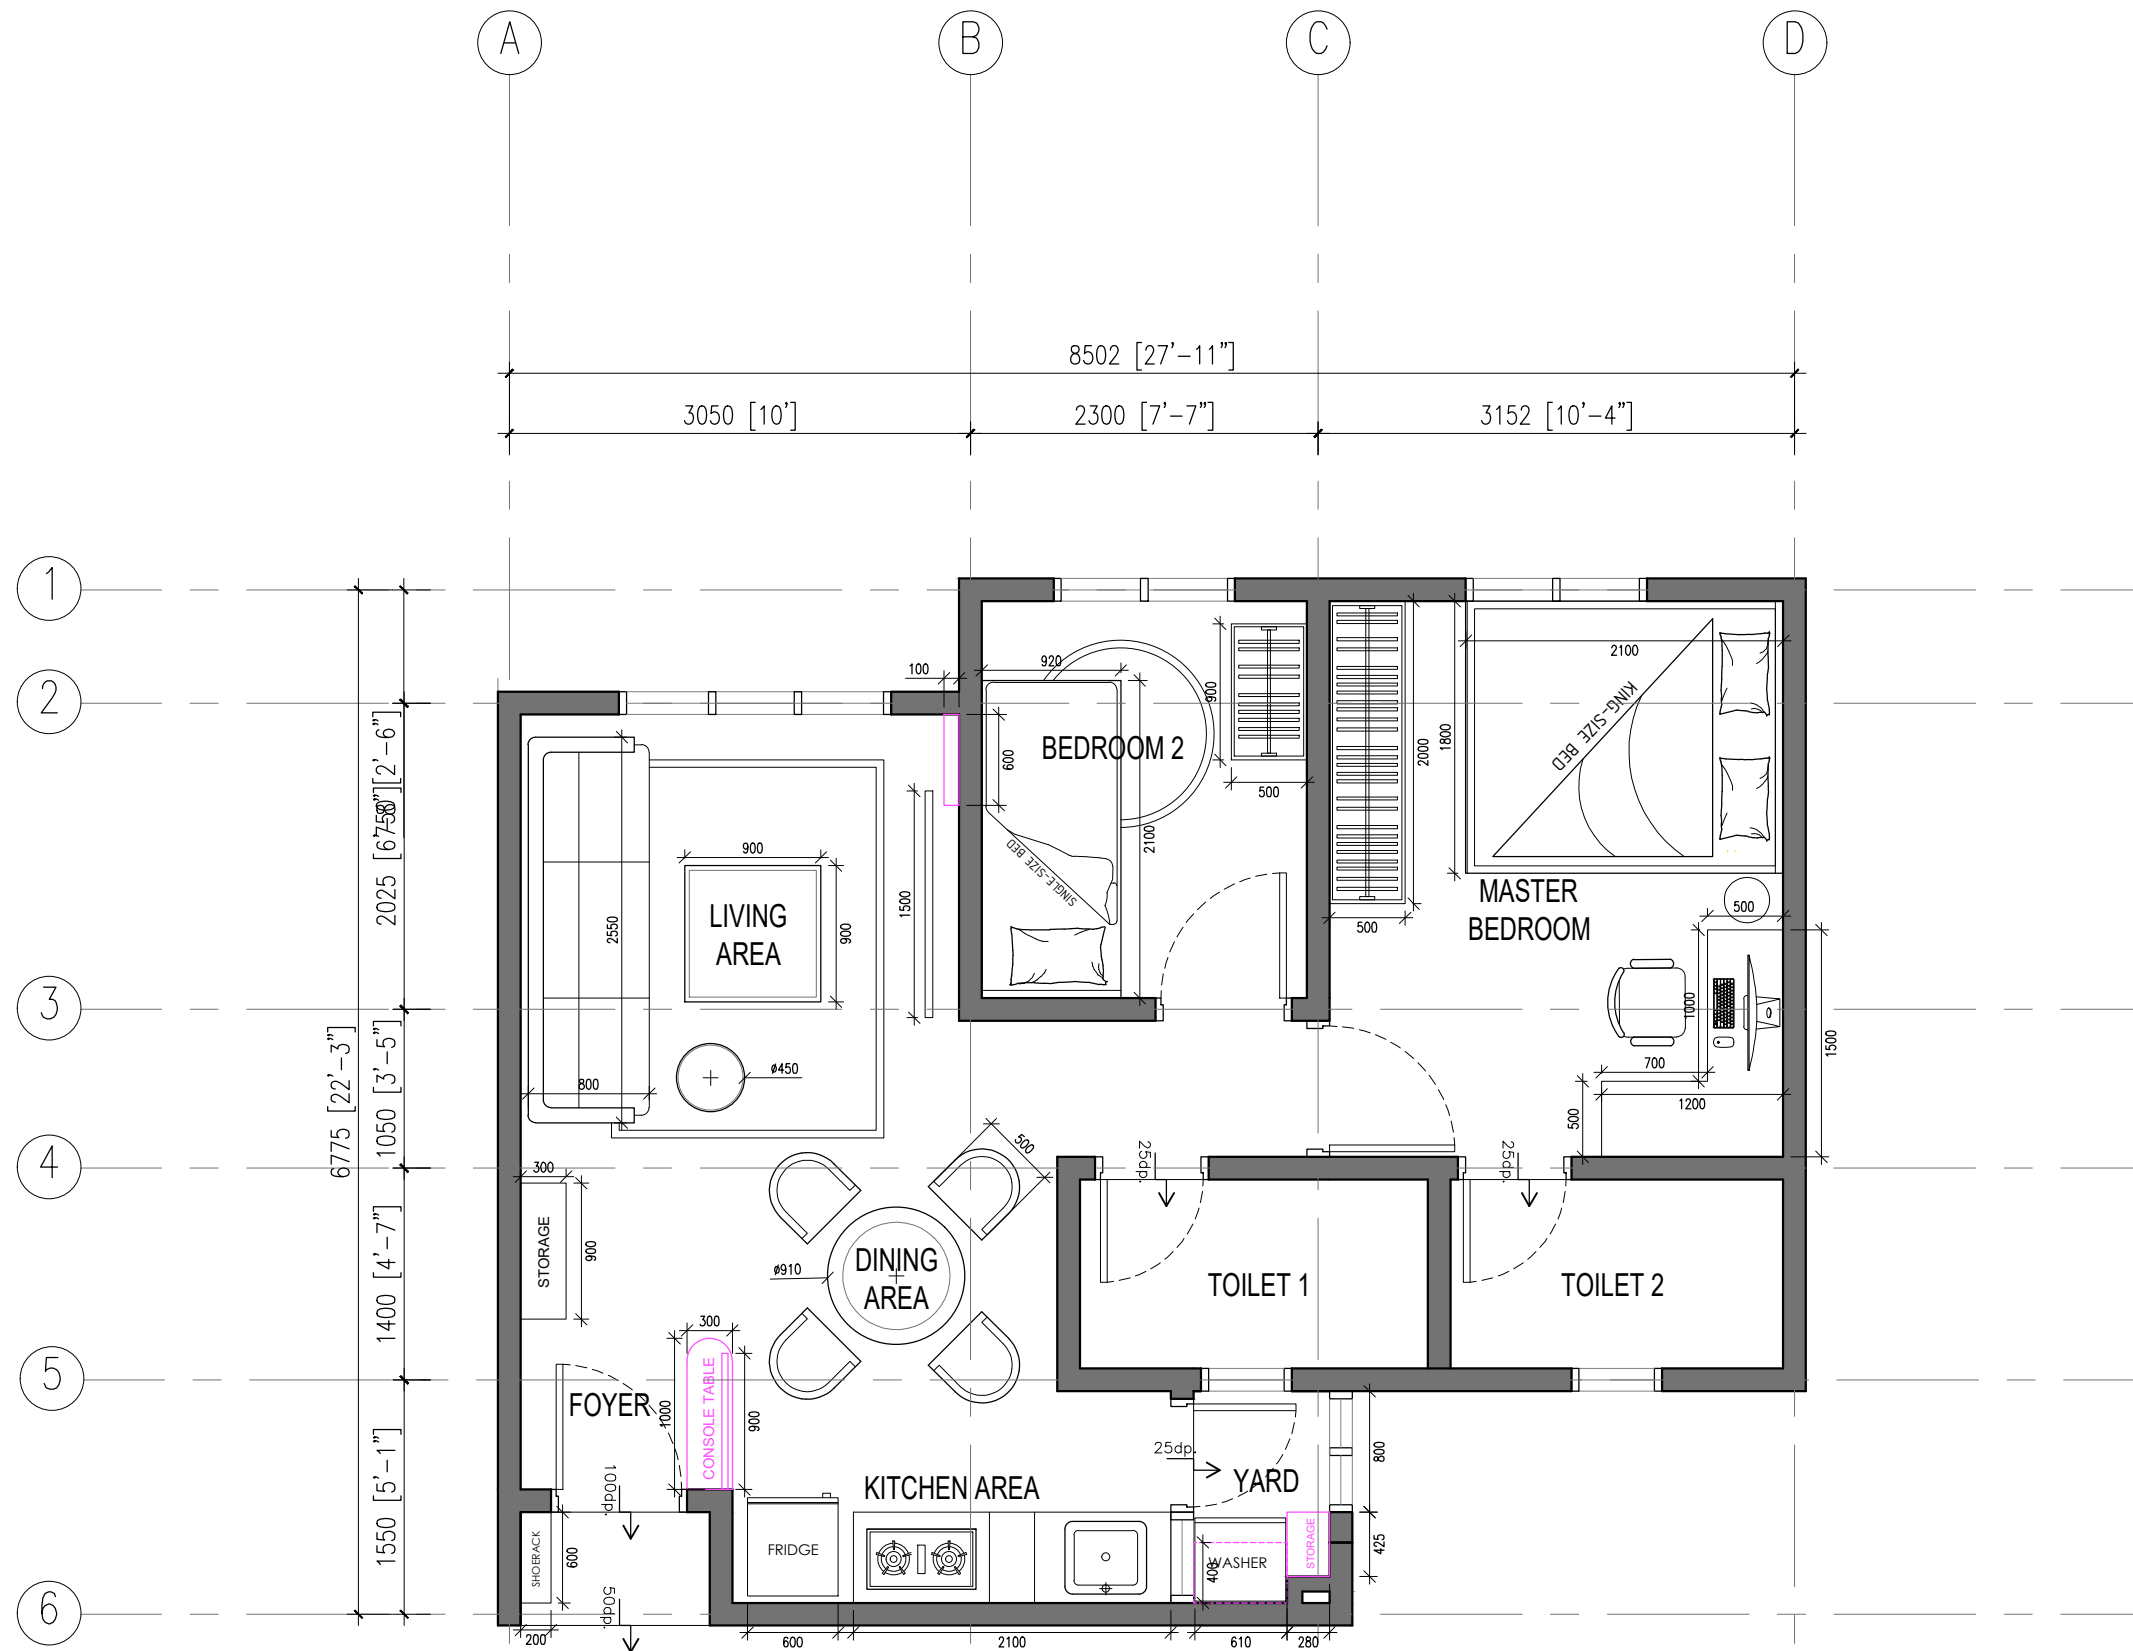 A
B
C
D
8502 [27'-11"]
3050 [10']
2300 [7'-7"]
3152 [10'-4"]
1
2
3
4
5
6
6775 [22'-3"]
2025 [6'-8"]
750 [2'-6"]
1050 [3'-5"]
1400 [4'-7"]
1550 [5'-1"]
100
600
1500
920
BEDROOM 2
2100
SINGLE-SIZE BED
900
500
2000
500
1800
2100
KING-SIZE BED
MASTER
BEDROOM
500
1000
700
1200
500
1500
2550
800
900
900
LIVING
AREA
ø450
300
STORAGE
900
ø910
DINING
AREA
500
25dp.
TOILET 1
25dp.
TOILET 2
FOYER
300
1000
CONSOLE TABLE
900
100dp.
50dp.
SHOERACK
600
200
KITCHEN AREA
FRIDGE
600
2100
25dp.
YARD
WASHER
400
STORAGE
610
280
800
425